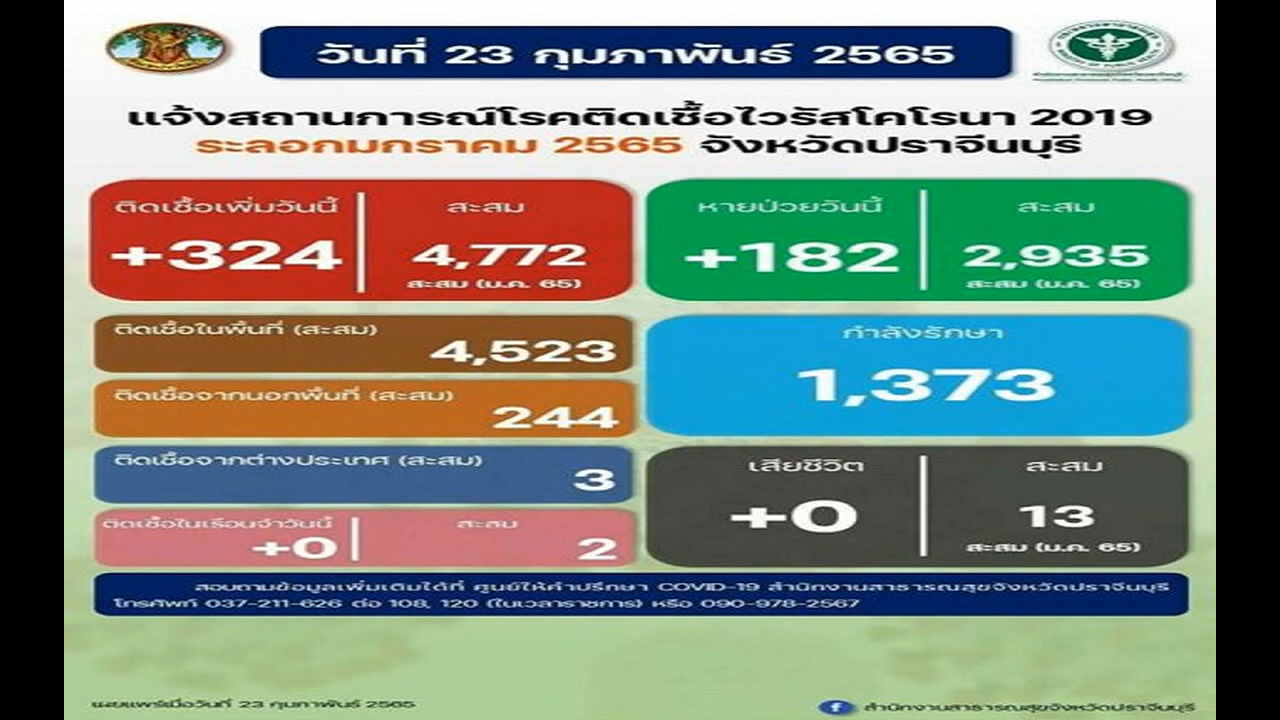 วันที่ 23 กุมภาพันธ์ 2565
แจ้งสถานการณ์โรคติดเชื้อไวรัสโคโรนา 2019
ระลอกมกราคม 2565 จังหวัดปราจีนบุรี
ติดเชื้อเพิ่มวันนี้ สะสม
+324 4,772
สะสม (ม.ค. 65)
หายป่วยวันนี้ สะสม
+182 2,935
สะสม (ม.ค. 65)
ติดเชื้อในพื้นที่ (สะสม)
4,523
ติดเชื้อจากนอกพื้นที่ (สะสม)
244
ติดเชื้อจากต่างประเทศ (สะสม)
3
ติดเชื้อในเรือนจำวันนี้ สะสม
+0 2
กำลังรักษา
1,373
เสียชีวิต สะสม
+0 13
สะสม (ม.ค. 65)
สอบถามข้อมูลเพิ่มเติมได้ที่ ศูนย์ให้คำปรึกษา COVID-19 สำนักงานสาธารณสุขจังหวัดปราจีนบุรี
โทรศัพท์ 037-211-626 ต่อ 108, 120 (ในเวลาราชการ) หรือ 090-978-2567
เผยแพร่เมื่อวันที่ 23 กุมภาพันธ์ 2565
สำนักงานสาธารณสุขจังหวัดปราจีนบุรี